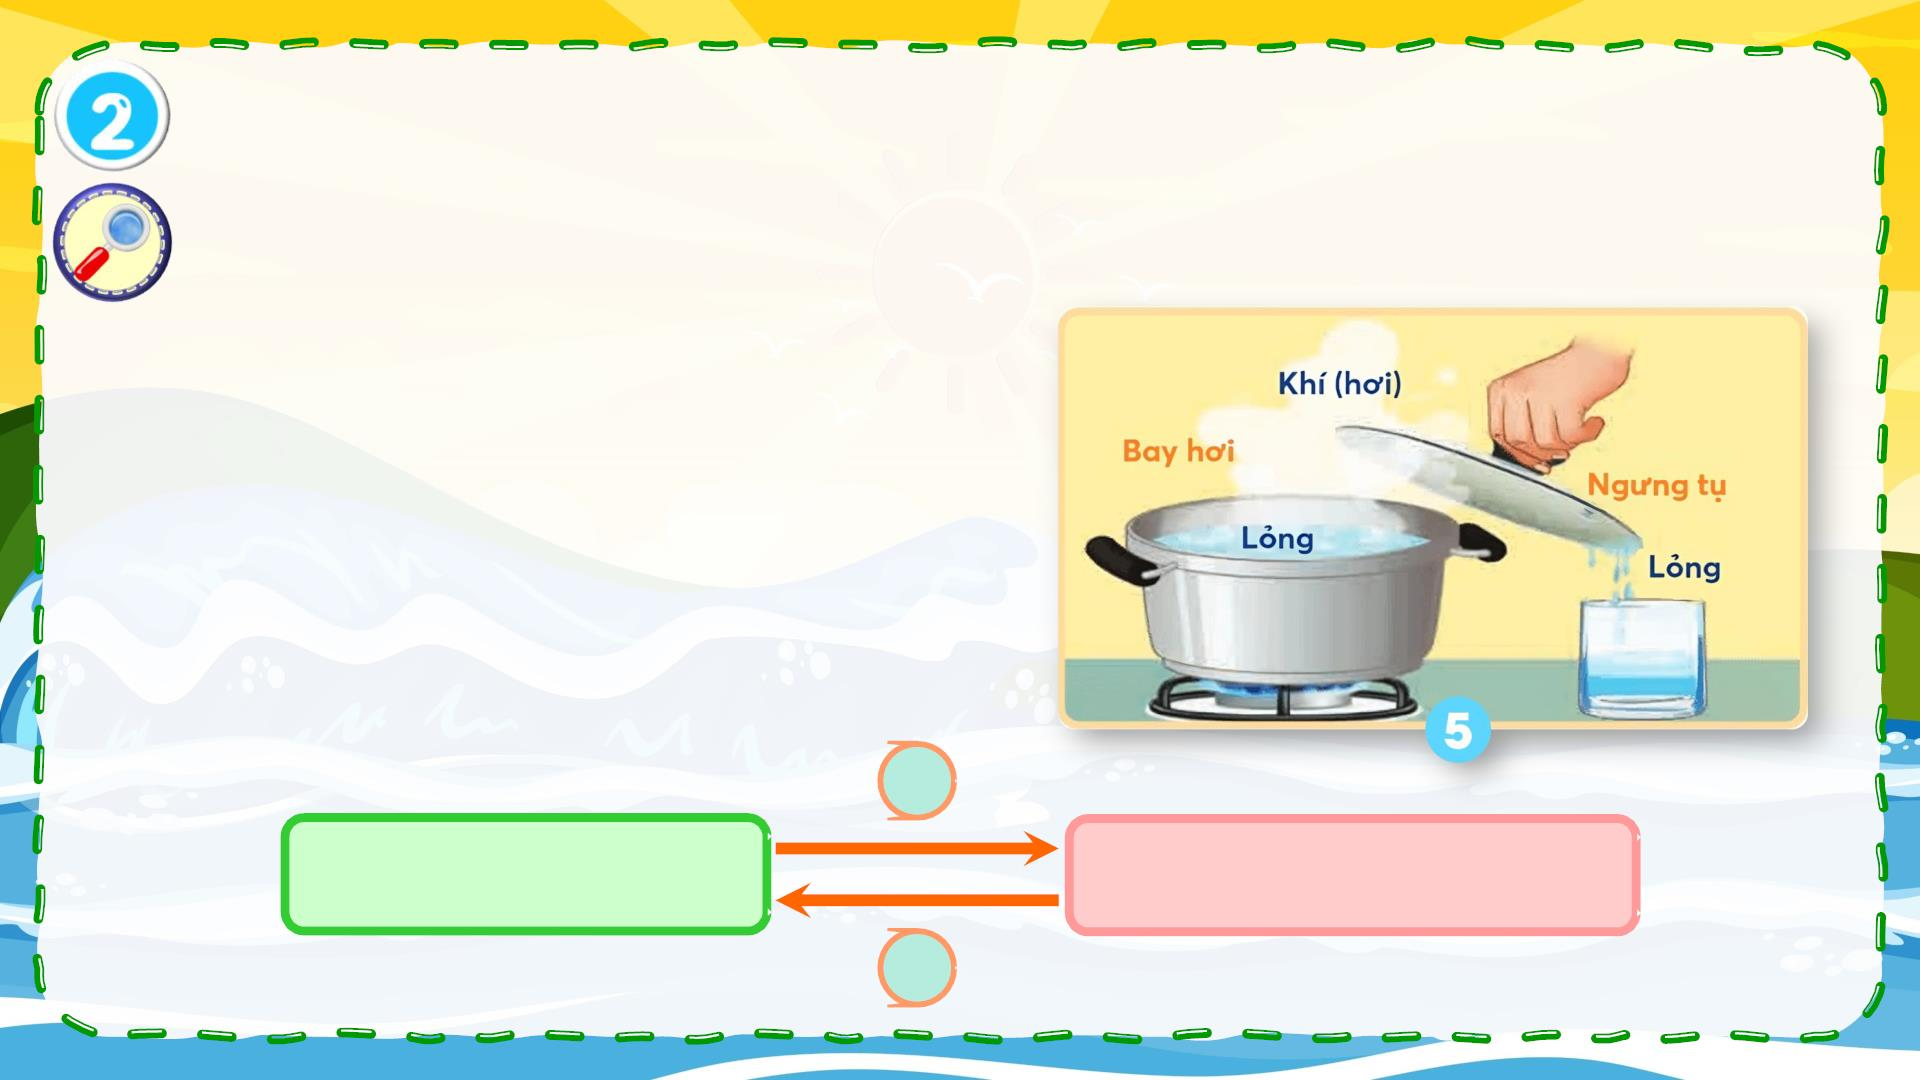 2
Khí (hơi)
Bay hơi
Ngưng tụ
Lỏng
Lỏng
5